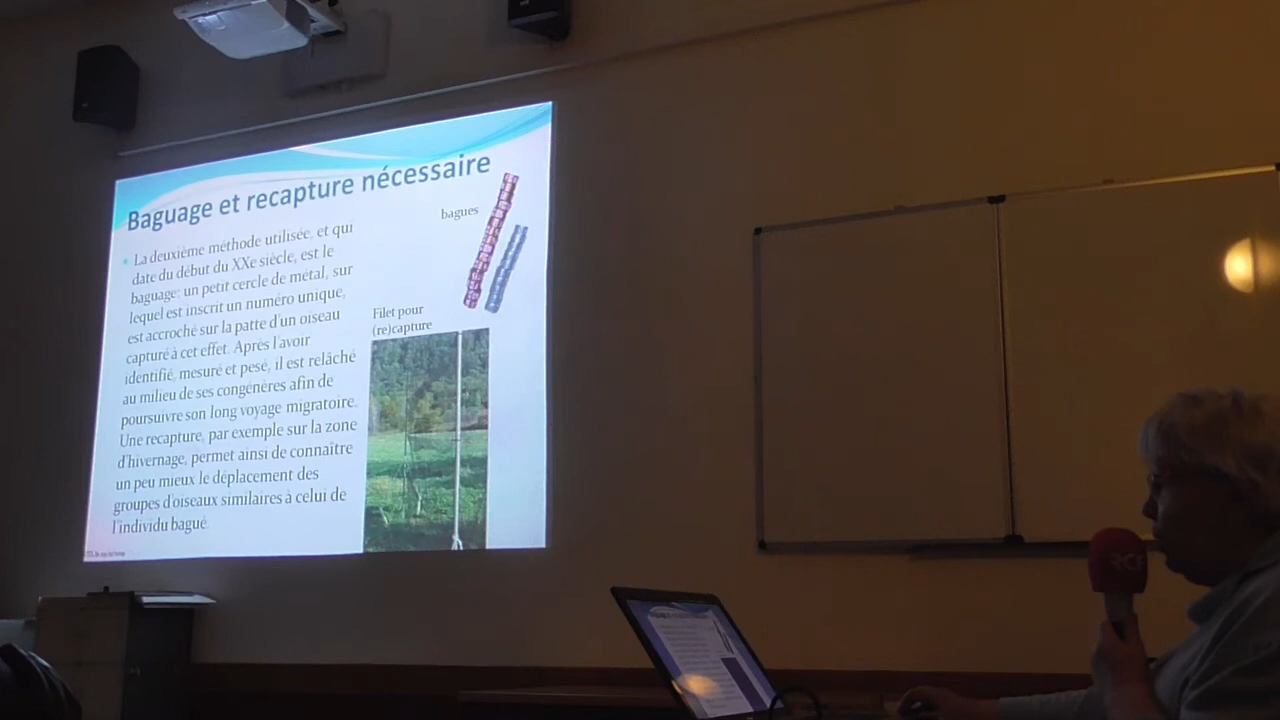 Baguage et recapture nécessaire
bagues
La deuxième méthode utilisée, et qui
date du début du XXe siècle, est le
baguage: un petit cercle de métal, sur
lequel est inscrit un numéro unique,
est accroché sur la patte d'un oiseau
capturé à cet effet. Après l'avoir
identifié, mesuré et pesé, il est relâché
au milieu de ses congénères afin de
poursuivre son long voyage migratoire.
Une recapture, par exemple sur la zone
d'hivernage, permet ainsi de connaître
un peu mieux le déplacement des
groupes d'oiseaux similaires à celui de
l'individu bagué.
Filet pour
(re)capture
RCF